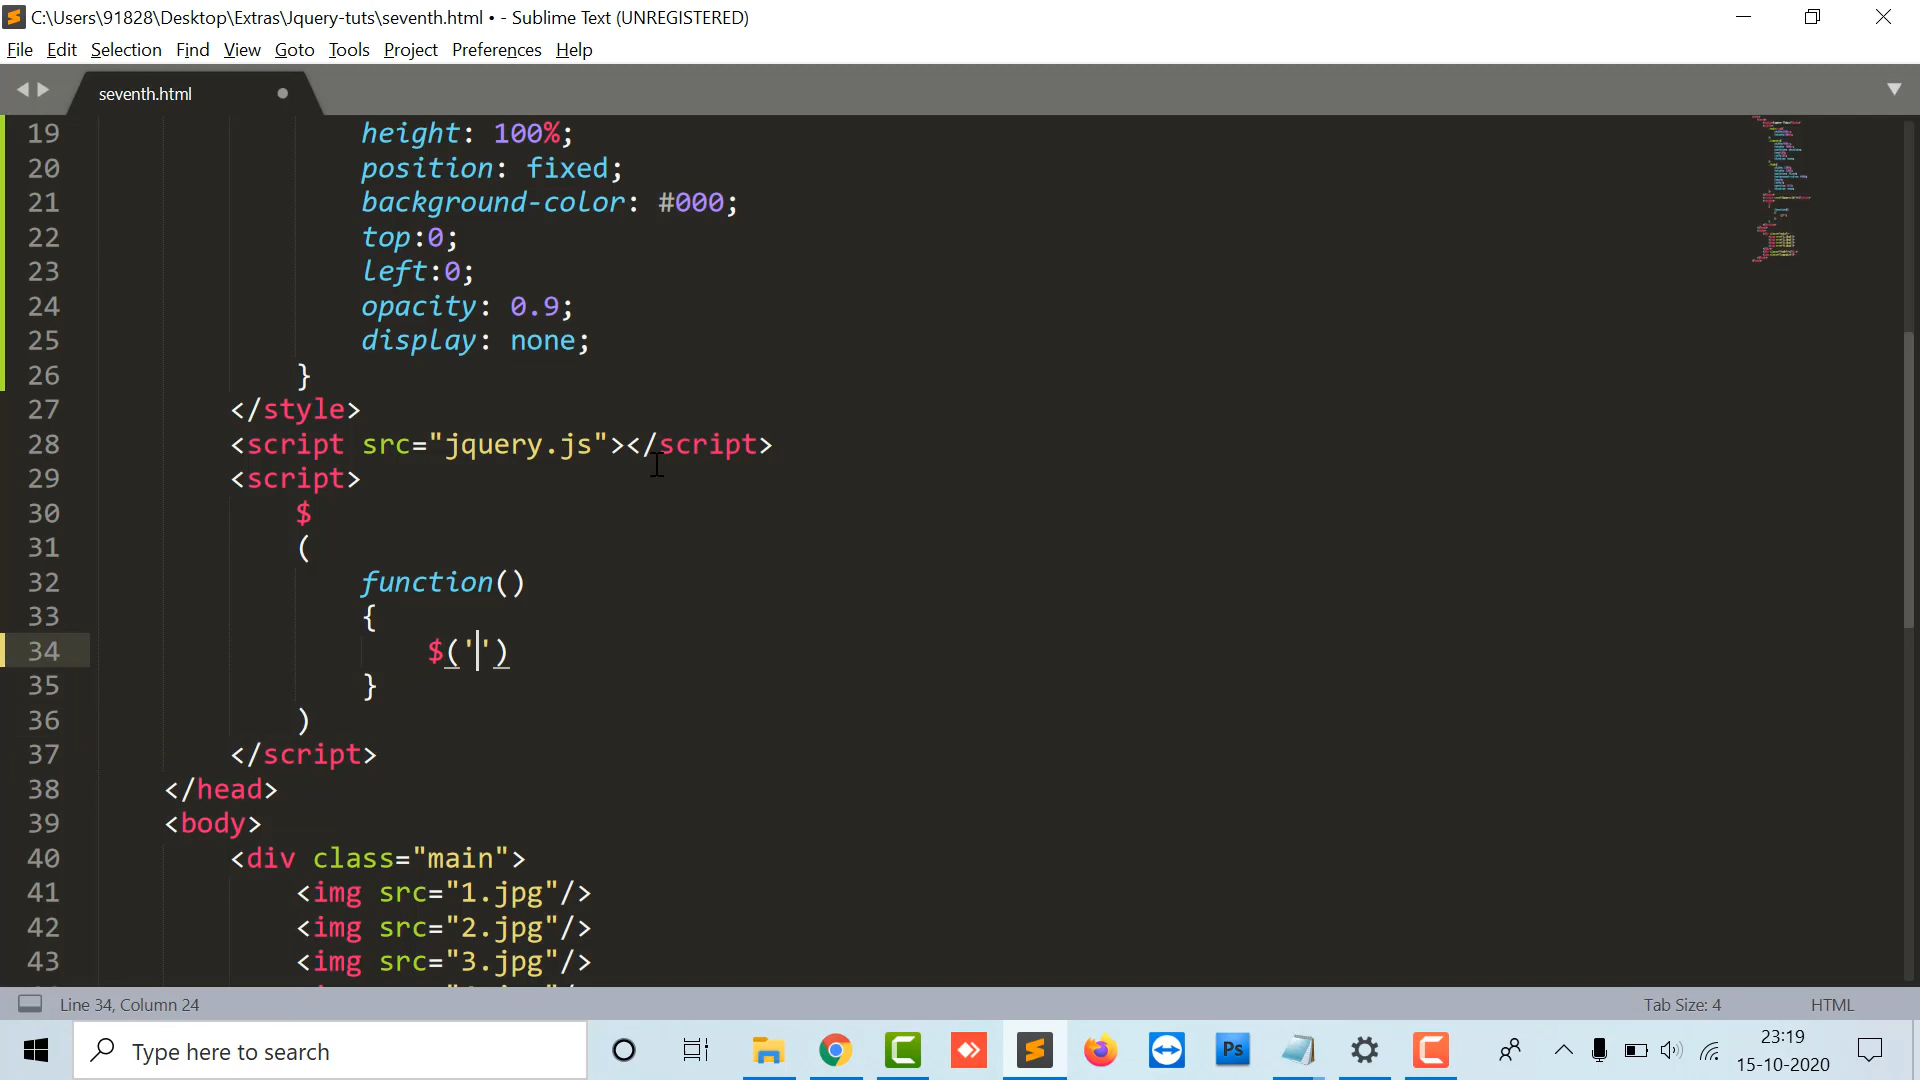 C:\Users\91828\Desktop\Extras\Jquery-tuts\seventh.html • - Sublime Text (UNREGISTERED)
File Edit Selection Find View Goto Tools Project Preferences Help
seventh.html
19 height: 100%;
20 position: fixed;
21 background-color: #000;
22 top:0;
23 left:0;
24 opacity: 0.9;
25 display: none;
26 }
27 </style>
28 <script src="jquery.js"></script>
29 <script>
30 $
31 (
32 function()
33 {
34 $('')
35 }
36 )
37 </script>
38 </head>
39 <body>
40 <div class="main">
41 <img src="1.jpg"/>
42 <img src="2.jpg"/>
43 <img src="3.jpg"/>
Line 34, Column 24 Tab Size: 4 HTML
Type here to search
Ps
23:19
15-10-2020